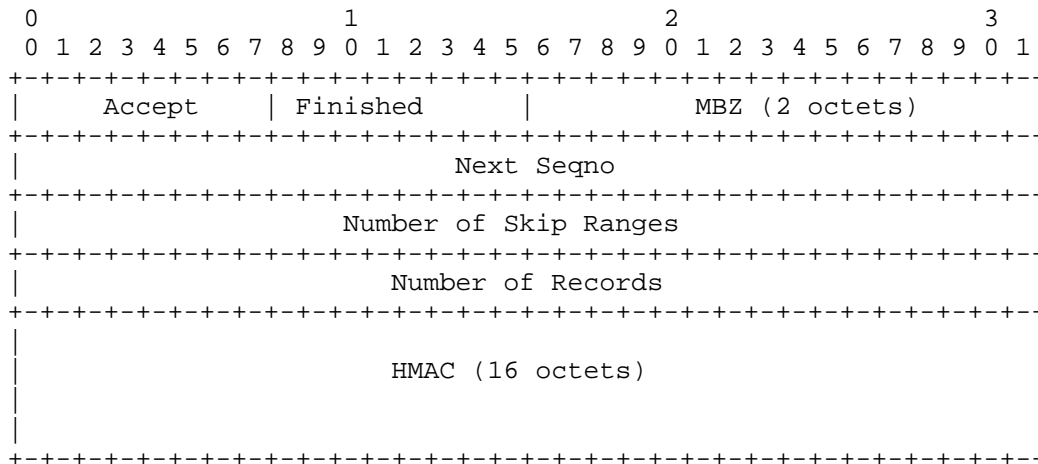 0                   1                   2                   3
 0 1 2 3 4 5 6 7 8 9 0 1 2 3 4 5 6 7 8 9 0 1 2 3 4 5 6 7 8 9 0 1
+-+-+-+-+-+-+-+-+-+-+-+-+-+-+-+-+-+-+-+-+-+-+-+-+-+-+-+-+-+-+-+--
|     Accept    | Finished      |          MBZ (2 octets)
+-+-+-+-+-+-+-+-+-+-+-+-+-+-+-+-+-+-+-+-+-+-+-+-+-+-+-+-+-+-+-+--
|                           Next Seqno
+-+-+-+-+-+-+-+-+-+-+-+-+-+-+-+-+-+-+-+-+-+-+-+-+-+-+-+-+-+-+-+--
|                    Number of Skip Ranges
+-+-+-+-+-+-+-+-+-+-+-+-+-+-+-+-+-+-+-+-+-+-+-+-+-+-+-+-+-+-+-+--
|                       Number of Records
+-+-+-+-+-+-+-+-+-+-+-+-+-+-+-+-+-+-+-+-+-+-+-+-+-+-+-+-+-+-+-+--
|
|                       HMAC (16 octets)
|
|
+-+-+-+-+-+-+-+-+-+-+-+-+-+-+-+-+-+-+-+-+-+-+-+-+-+-+-+-+-+-+-+--